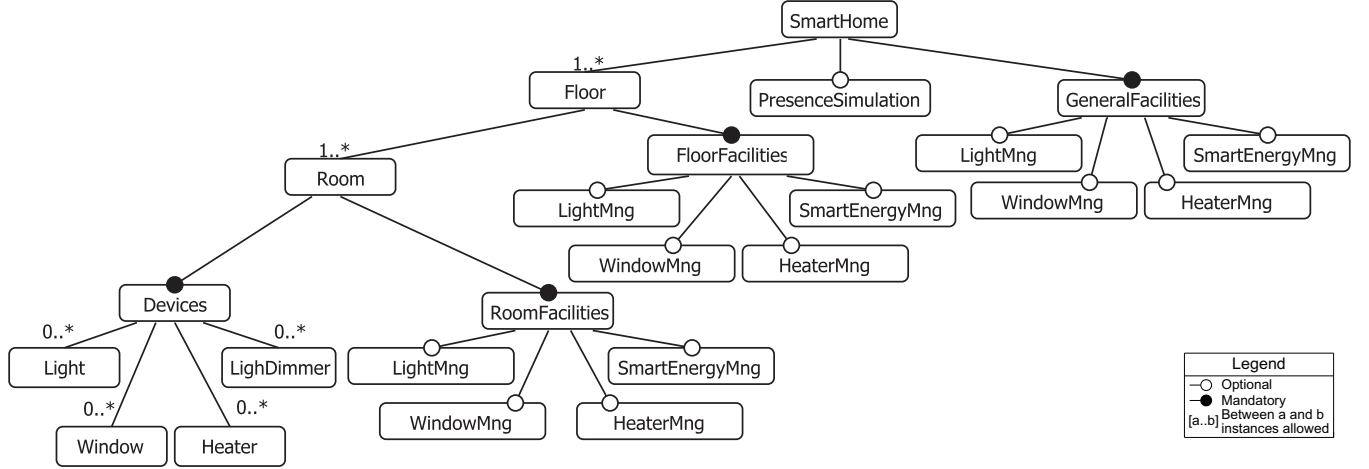 SmartHome
1..*
Floor
PresenceSimulation
GeneralFacilities
1..*
Room
FloorFacilities
LightMng
SmartEnergyMng
WindowMng
HeaterMng
LightMng
SmartEnergyMng
WindowMng
HeaterMng
Devices
RoomFacilities
0..*
0..*
Light
LighDimmer
LightMng
SmartEnergyMng
0..*
0..*
Window
Heater
WindowMng
HeaterMng
Legend
Optional
Mandatory
[a..b] Between a and b
instances allowed